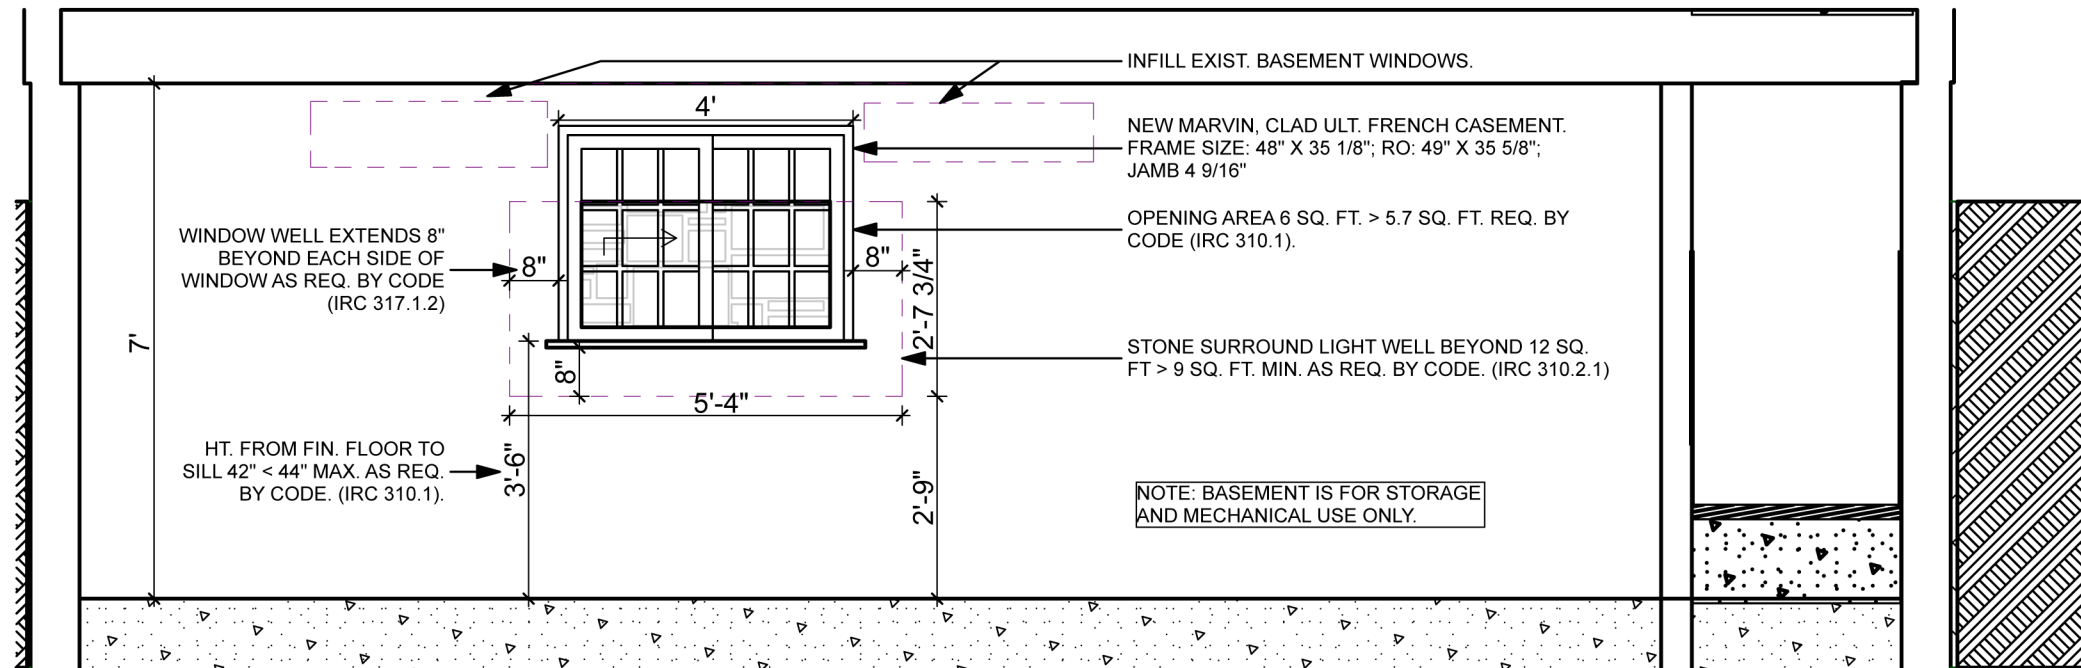 INFILL EXIST. BASEMENT WINDOWS.
4'
NEW MARVIN, CLAD ULT. FRENCH CASEMENT.
FRAME SIZE: 48" X 35 1/8"; RO: 49" X 35 5/8";
JAMB 4 9/16"
OPENING AREA 6 SQ. FT. > 5.7 SQ. FT. REQ. BY
CODE (IRC 310.1).
WINDOW WELL EXTENDS 8"
BEYOND EACH SIDE OF
WINDOW AS REQ. BY CODE
(IRC 317.1.2)
8"
8"
2'-7 3/4"
7'
STONE SURROUND LIGHT WELL BEYOND 12 SQ.
FT > 9 SQ. FT. MIN. AS REQ. BY CODE. (IRC 310.2.1)
8"
5'-4"
HT. FROM FIN. FLOOR TO
SILL 42" < 44" MAX. AS REQ.
BY CODE. (IRC 310.1).
3'-6"
2'-9"
NOTE: BASEMENT IS FOR STORAGE
AND MECHANICAL USE ONLY.